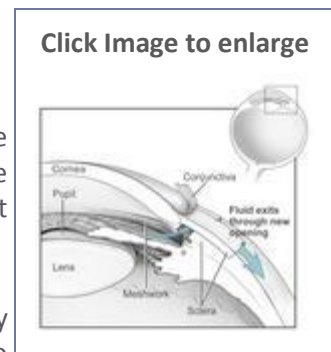 Click Image to enlarge
Cornea
Conjunctiva
Pupil
Fluid exits
through new
opening
Lens
Meshwork
Sclera
e
e
t
y